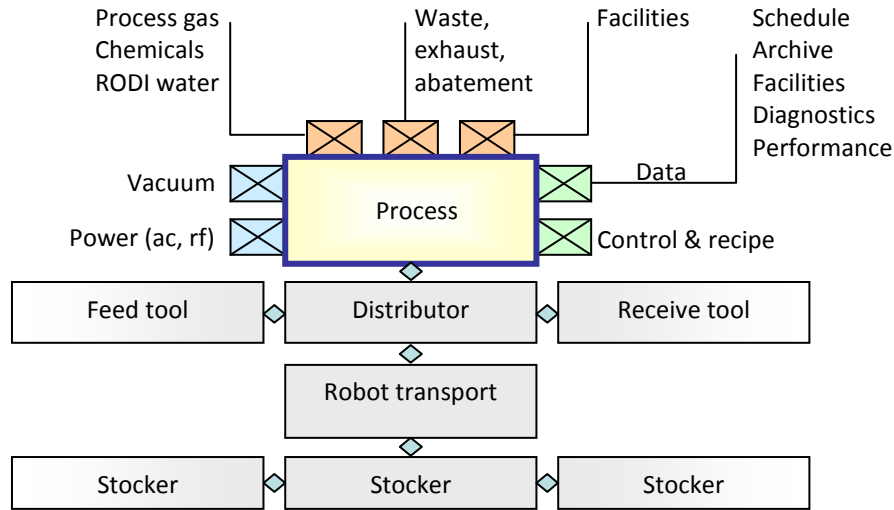 Process gas
Chemicals
RODI water
Waste,
exhaust,
abatement
Facilities
Schedule
Archive
Facilities
Diagnostics
Performance
Vacuum
Data
Process
Power (ac, rf)
Control & recipe
Feed tool
Distributor
Receive tool
Robot transport
Stocker
Stocker
Stocker